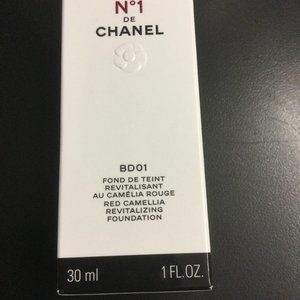 N°1
DE
CHANEL
BD01
FOND DE TEINT
REVITALISANT
AU CAMÉLIA ROUGE
RED CAMELLIA
REVITALIZING
FOUNDATION
30 ml 1 FL.OZ.